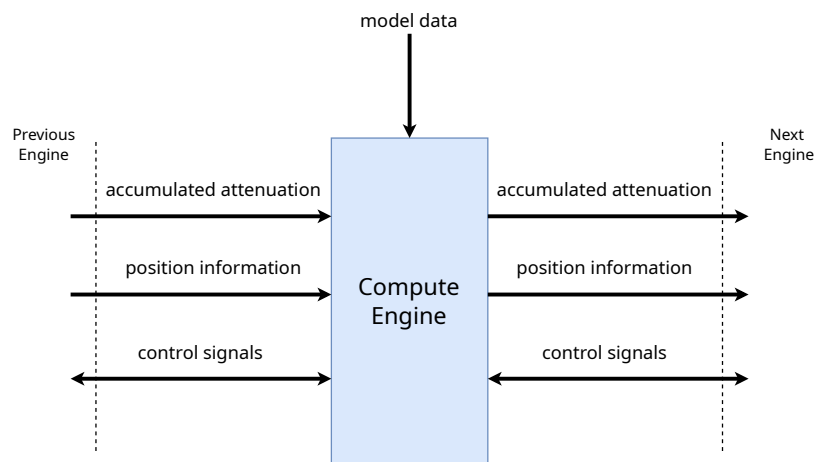 model data
Previous
Engine
Next
Engine
accumulated attenuation
accumulated attenuation
position information
position information
Compute
Engine
control signals
control signals